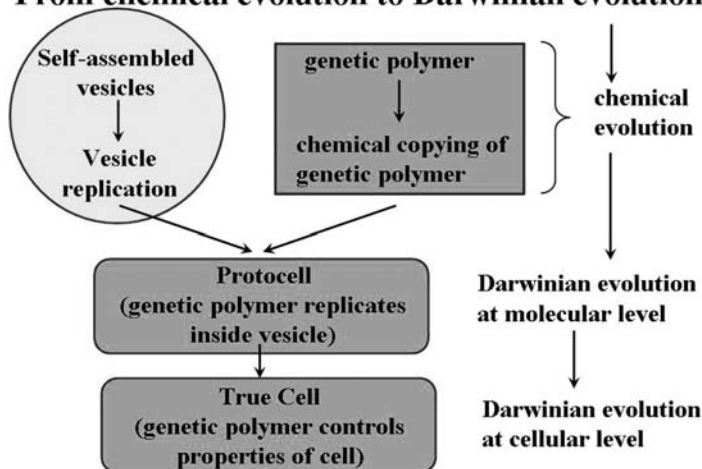 From chemical evolution to Darwinian evolution
Self-assembled
vesicles
Vesicle
replication
genetic polymer
chemical copying of
genetic polymer
chemical
evolution
Protocell
(genetic polymer replicates
inside vesicle)
Darwinian evolution
at molecular level
True Cell
(genetic polymer controls
properties of cell)
Darwinian evolution
at cellular level